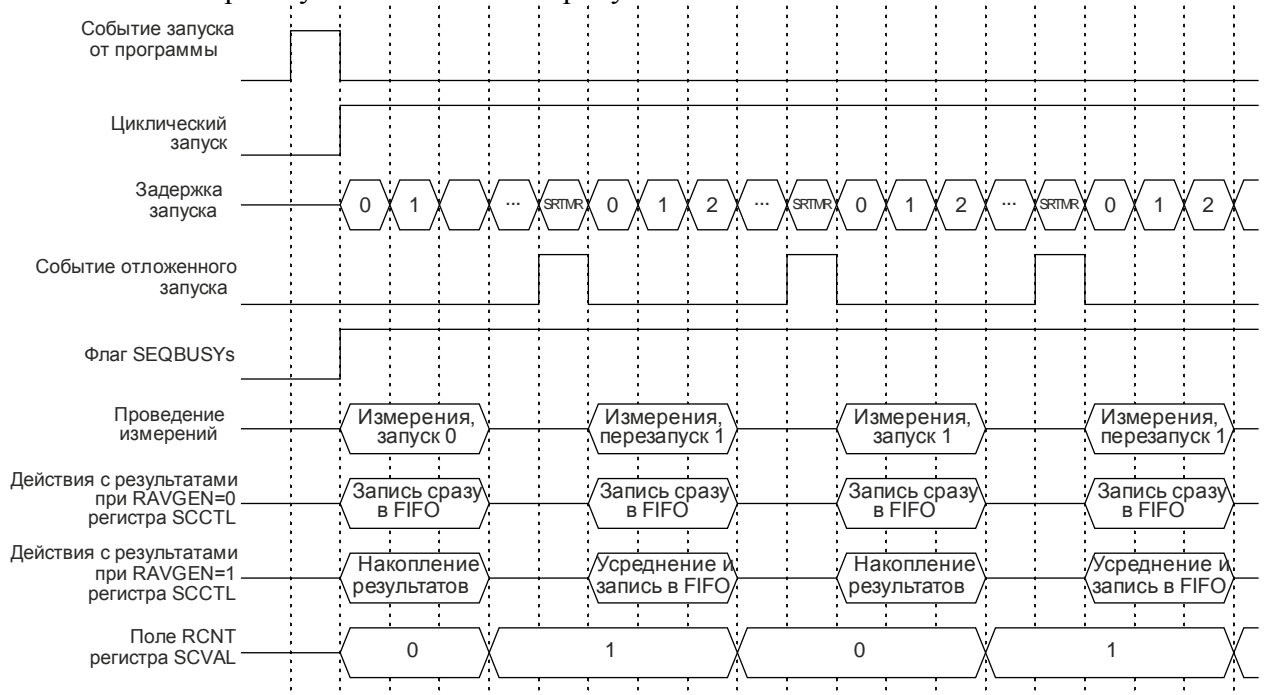 Событие запуска
от программы
Циклический
запуск
Задержка
запуска
0 1 ... SRTMR 0 1 2 ... SRTMR 0 1 2 ... SRTMR 0 1 2
Событие отложенного
запуска
Флаг SEQBUSYs
Проведение
измерений
Измерения,
запуск 0
Измерения,
перезапуск 1
Измерения,
запуск 1
Измерения,
перезапуск 1
Действия с результатами
при RAVGEN=0
регистра SCCTL
Запись сразу
в FIFO
Запись сразу
в FIFO
Запись сразу
в FIFO
Запись сразу
в FIFO
Действия с результатами
при RAVGEN=1
регистра SCCTL
Накопление
результатов
Усреднение и
запись в FIFO
Накопление
результатов
Усреднение и
запись в FIFO
Поле RCNT
регистра SCVAL
0 1 0 1